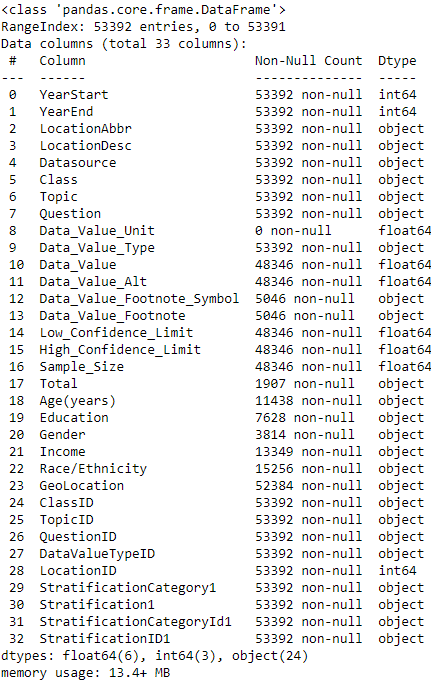 <class 'pandas.core.frame.DataFrame'>
RangeIndex: 53392 entries, 0 to 53391
Data columns (total 33 columns):
 #   Column                      Non-Null Count  Dtype
---  ------                      --------------  -----
 0   YearStart                   53392 non-null  int64
 1   YearEnd                     53392 non-null  int64
 2   LocationAbbr                53392 non-null  object
 3   LocationDesc                53392 non-null  object
 4   Datasource                  53392 non-null  object
 5   Class                       53392 non-null  object
 6   Topic                       53392 non-null  object
 7   Question                    53392 non-null  object
 8   Data_Value_Unit             0 non-null      float64
 9   Data_Value_Type             53392 non-null  object
 10  Data_Value                  48346 non-null  float64
 11  Data_Value_Alt              48346 non-null  float64
 12  Data_Value_Footnote_Symbol  5046 non-null   object
 13  Data_Value_Footnote         5046 non-null   object
 14  Low_Confidence_Limit        48346 non-null  float64
 15  High_Confidence_Limit       48346 non-null  float64
 16  Sample_Size                 48346 non-null  float64
 17  Total                       1907 non-null   object
 18  Age(years)                  11438 non-null  object
 19  Education                   7628 non-null   object
 20  Gender                      3814 non-null   object
 21  Income                      13349 non-null  object
 22  Race/Ethnicity              15256 non-null  object
 23  GeoLocation                 52384 non-null  object
 24  ClassID                     53392 non-null  object
 25  TopicID                     53392 non-null  object
 26  QuestionID                  53392 non-null  object
 27  DataValueTypeID             53392 non-null  object
 28  LocationID                  53392 non-null  int64
 29  StratificationCategory1     53392 non-null  object
 30  Stratification1             53392 non-null  object
 31  StratificationCategoryId1   53392 non-null  object
 32  StratificationID1           53392 non-null  object
dtypes: float64(6), int64(3), object(24)
memory usage: 13.4+ MB